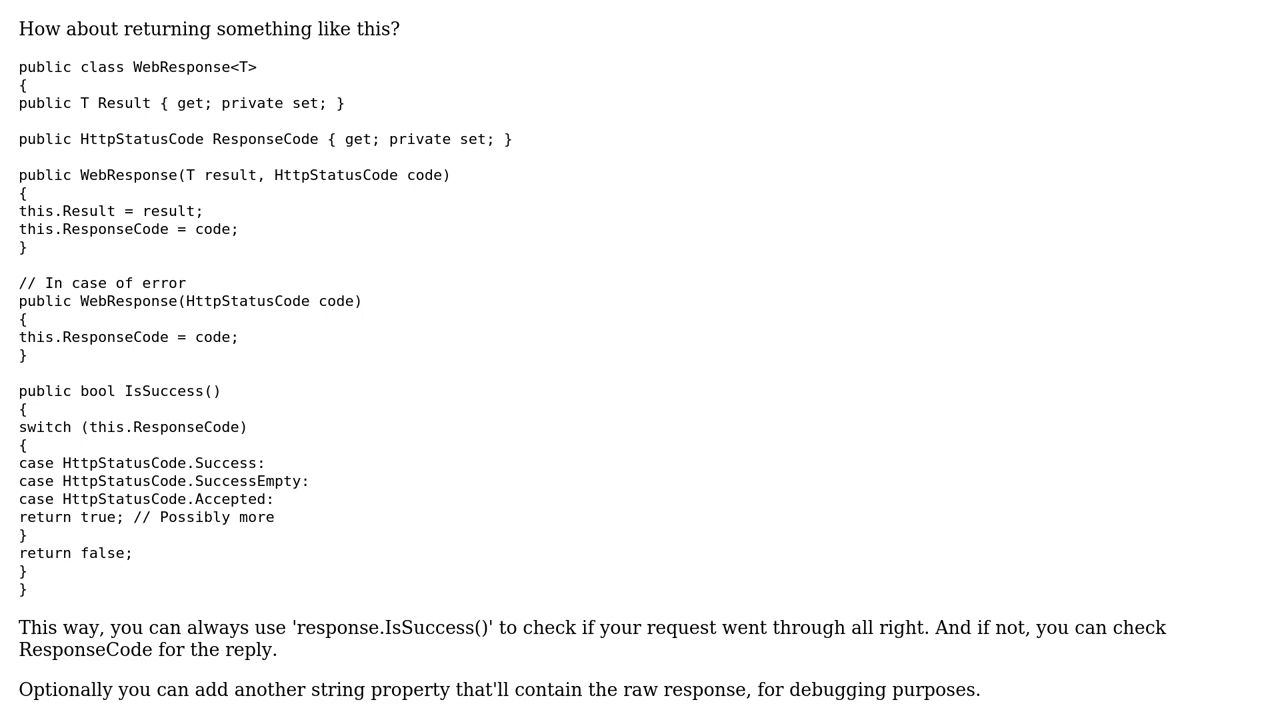 How about returning something like this?
public class WebResponse<T>
{
public T Result { get; private set; }
public HttpStatusCode ResponseCode { get; private set; }
public WebResponse(T result, HttpStatusCode code)
{
this.Result = result;
this.ResponseCode = code;
}
// In case of error
public WebResponse(HttpStatusCode code)
{
this.ResponseCode = code;
}
public bool IsSuccess()
{
switch (this.ResponseCode)
{
case HttpStatusCode.Success:
case HttpStatusCode.SuccessEmpty:
case HttpStatusCode.Accepted:
return true; // Possibly more
}
return false;
}
}
This way, you can always use 'response.IsSuccess()' to check if your request went through all right. And if not, you can check
ResponseCode for the reply.
Optionally you can add another string property that'll contain the raw response, for debugging purposes.